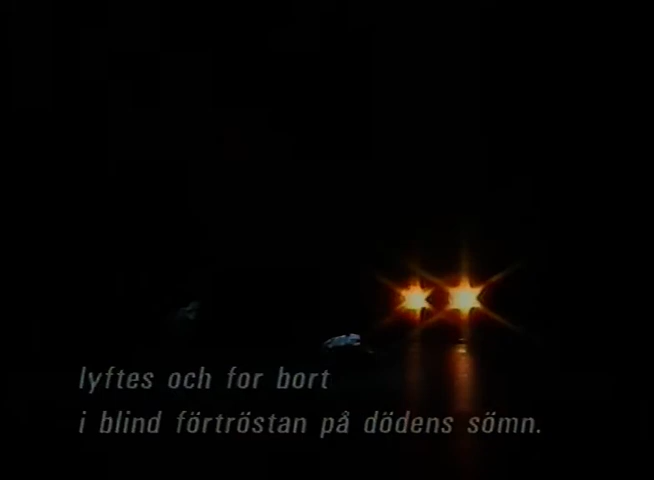 lyftes och for bort
i blind förtröstan på dödens sömn.